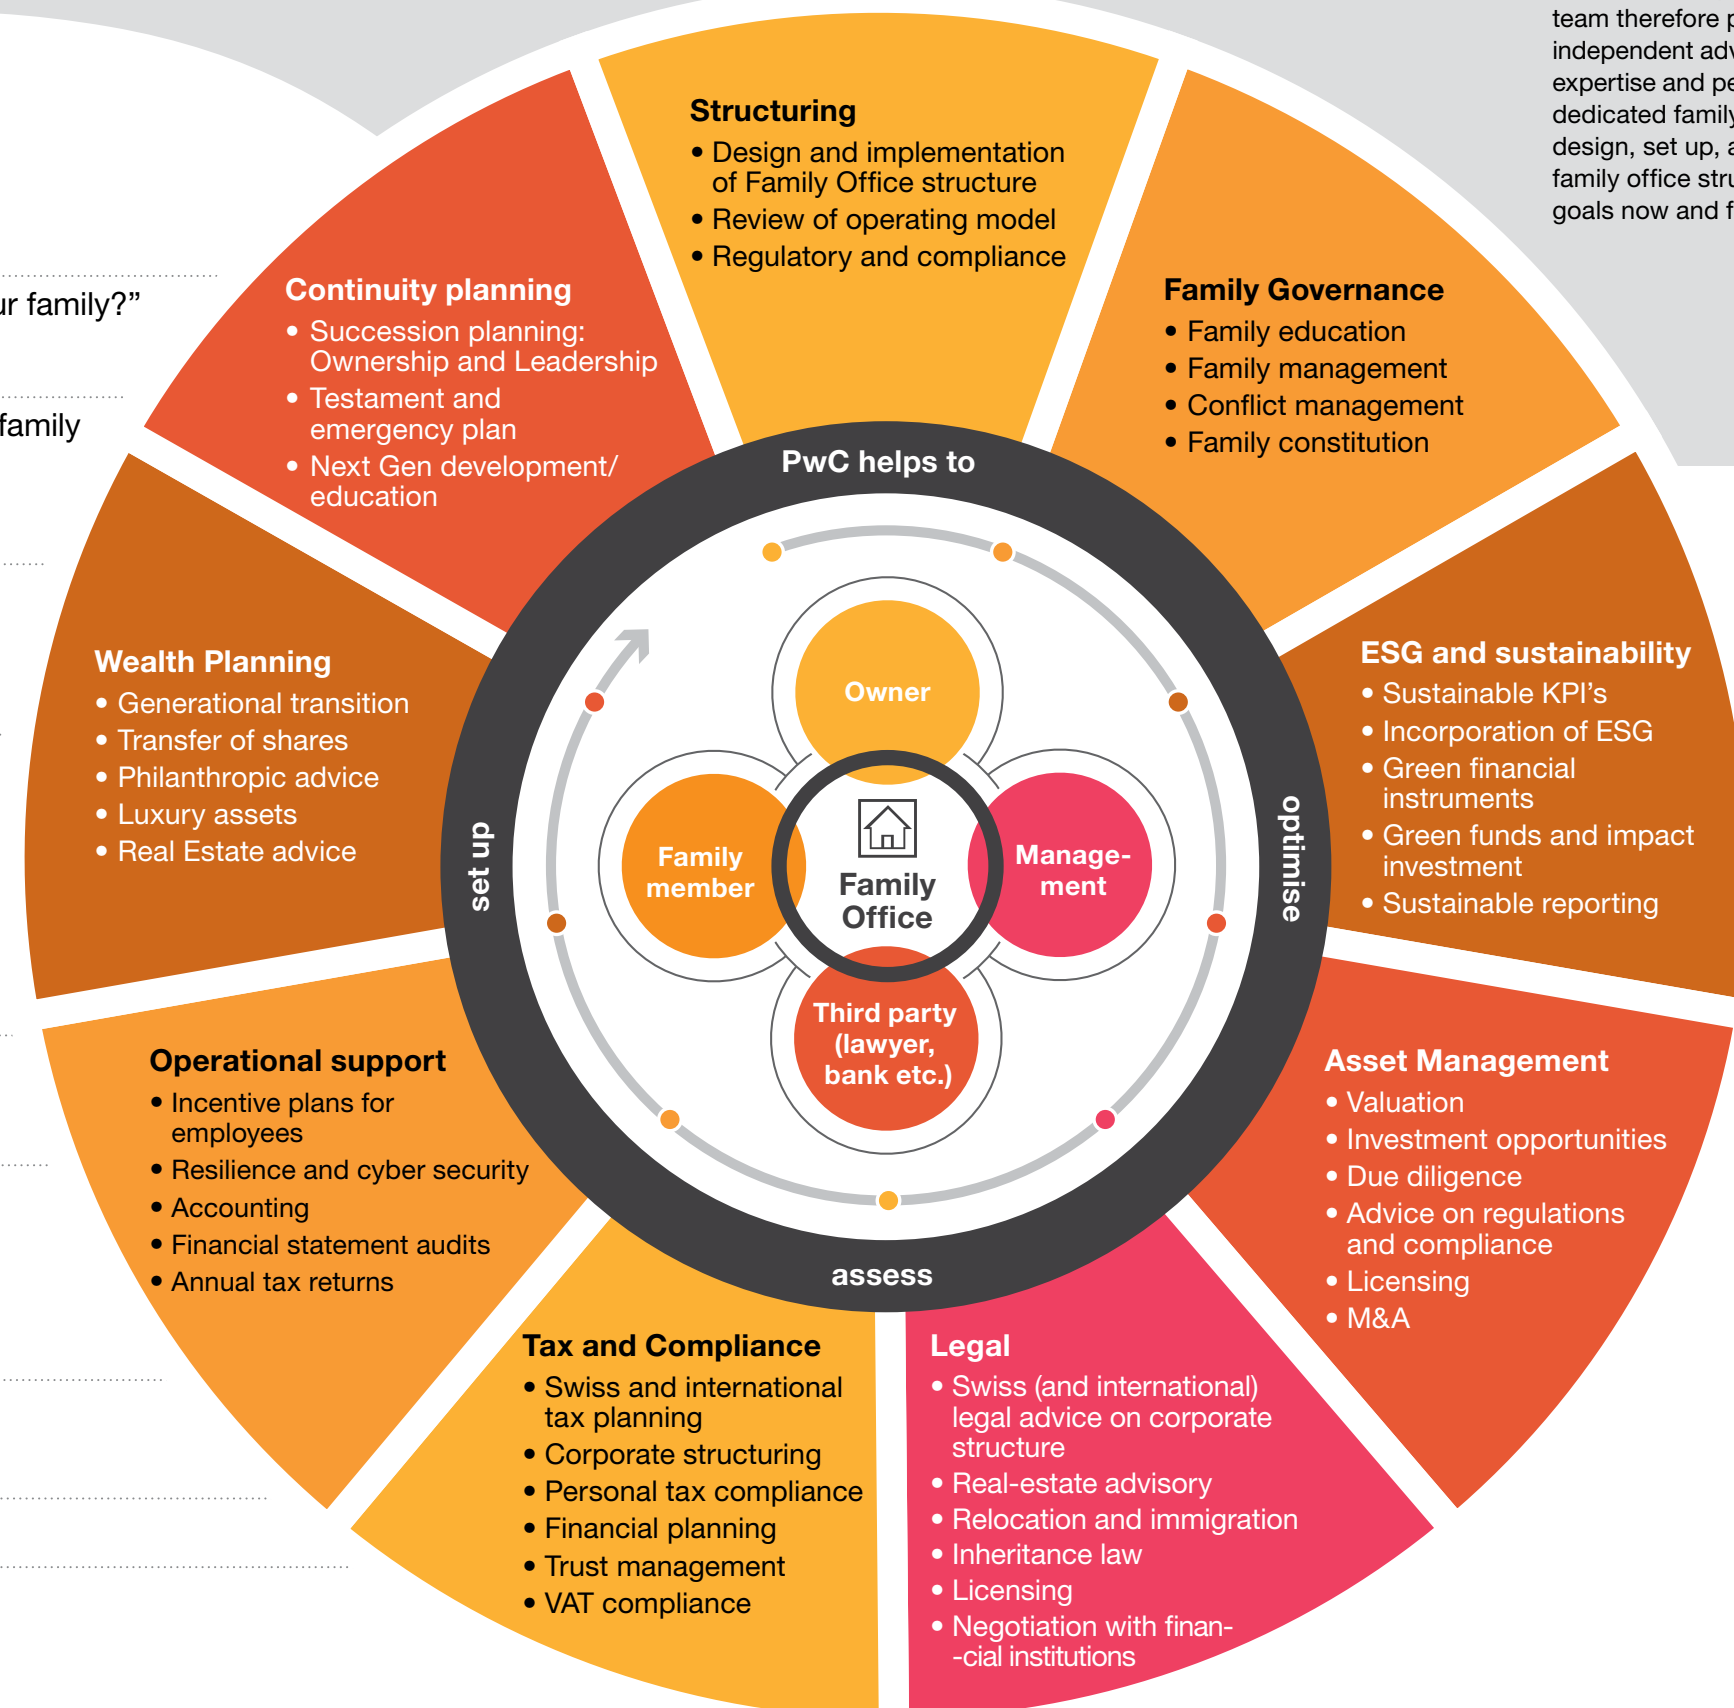 team therefore
independent
expertise and
dedicated family
design, set up,
family office
goals now and
family?”
family
Structuring
• Design and implementation
of Family Office structure
• Review of operating model
• Regulatory and compliance
Family Governance
• Family education
• Family management
• Conflict management
• Family constitution
ESG and sustainability
• Sustainable KPI’s
• Incorporation of ESG
• Green financial
instruments
• Green funds and impact
investment
• Sustainable reporting
Asset Management
• Valuation
• Investment opportunities
• Due diligence
• Advice on regulations
and compliance
• Licensing
• M&A
Legal
• Swiss (and international)
legal advice on corporate
structure
• Real-estate advisory
• Relocation and immigration
• Inheritance law
• Licensing
• Negotiation with finan-
-cial institutions
Tax and Compliance
• Swiss and international
tax planning
• Corporate structuring
• Personal tax compliance
• Financial planning
• Trust management
• VAT compliance
Operational support
• Incentive plans for
employees
• Resilience and cyber security
• Accounting
• Financial statement audits
• Annual tax returns
Wealth Planning
• Generational transition
• Transfer of shares
• Philanthropic advice
• Luxury assets
• Real Estate advice
Continuity planning
• Succession planning:
Ownership and Leadership
• Testament and
emergency plan
• Next Gen development/
education
PwC helps to
optimise
assess
set up
Owner
Manage-
ment
Third party
(lawyer,
bank etc.)
Family
member
Family
Office